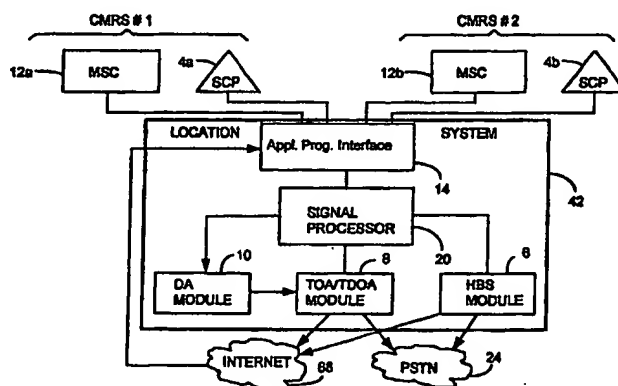 CMRS # 1
CMRS # 2
12a
MSC
4a
SCP
12b
MSC
4b
SCP
LOCATION
Appl. Prog. Interface
SYSTEM
14
42
SIGNAL
PROCESSOR
20
10
DA
MODULE
8
TOA/TDOA
MODULE
6
HBS
MODULE
INTERNET
68
PSTN
24